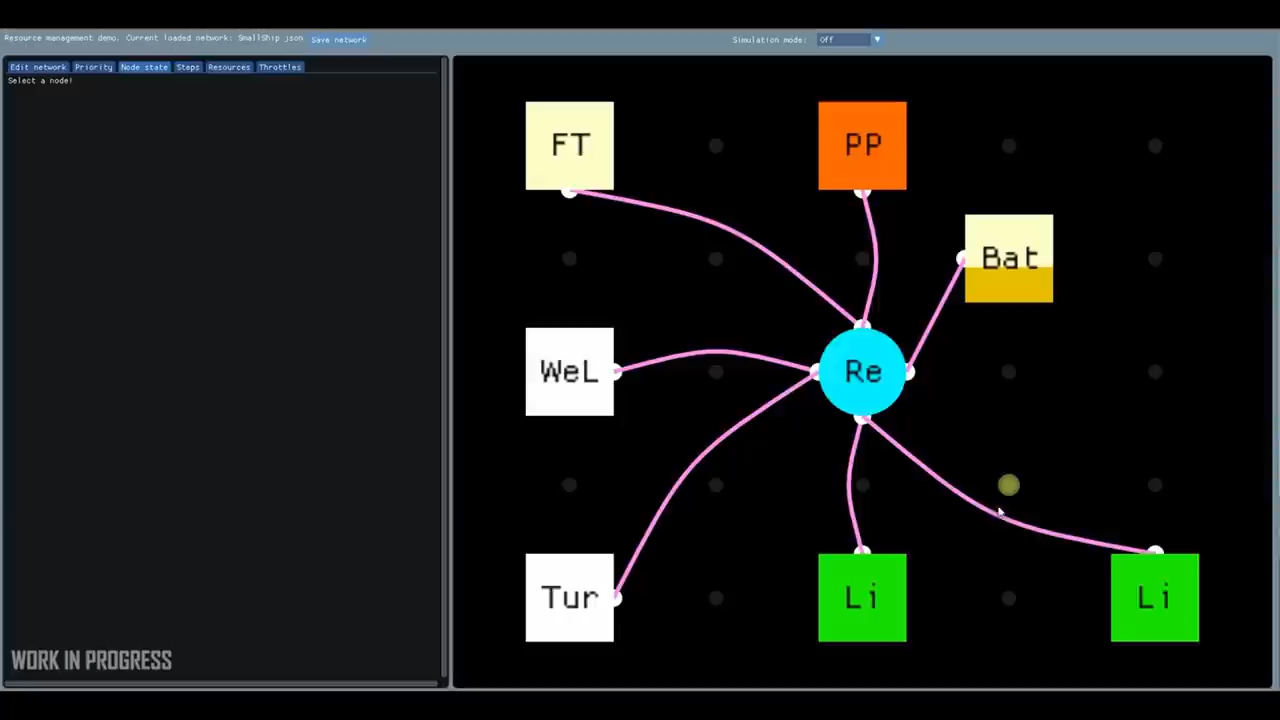 Resource management demo. Current loaded network: SmallShip.json Save network
Simulation mode: Off
Edit network Priority Node state Steps Resources Throttles
Select a node!
FT PP
Bat
WeL Re
Tur Li Li
WORK IN PROGRESS